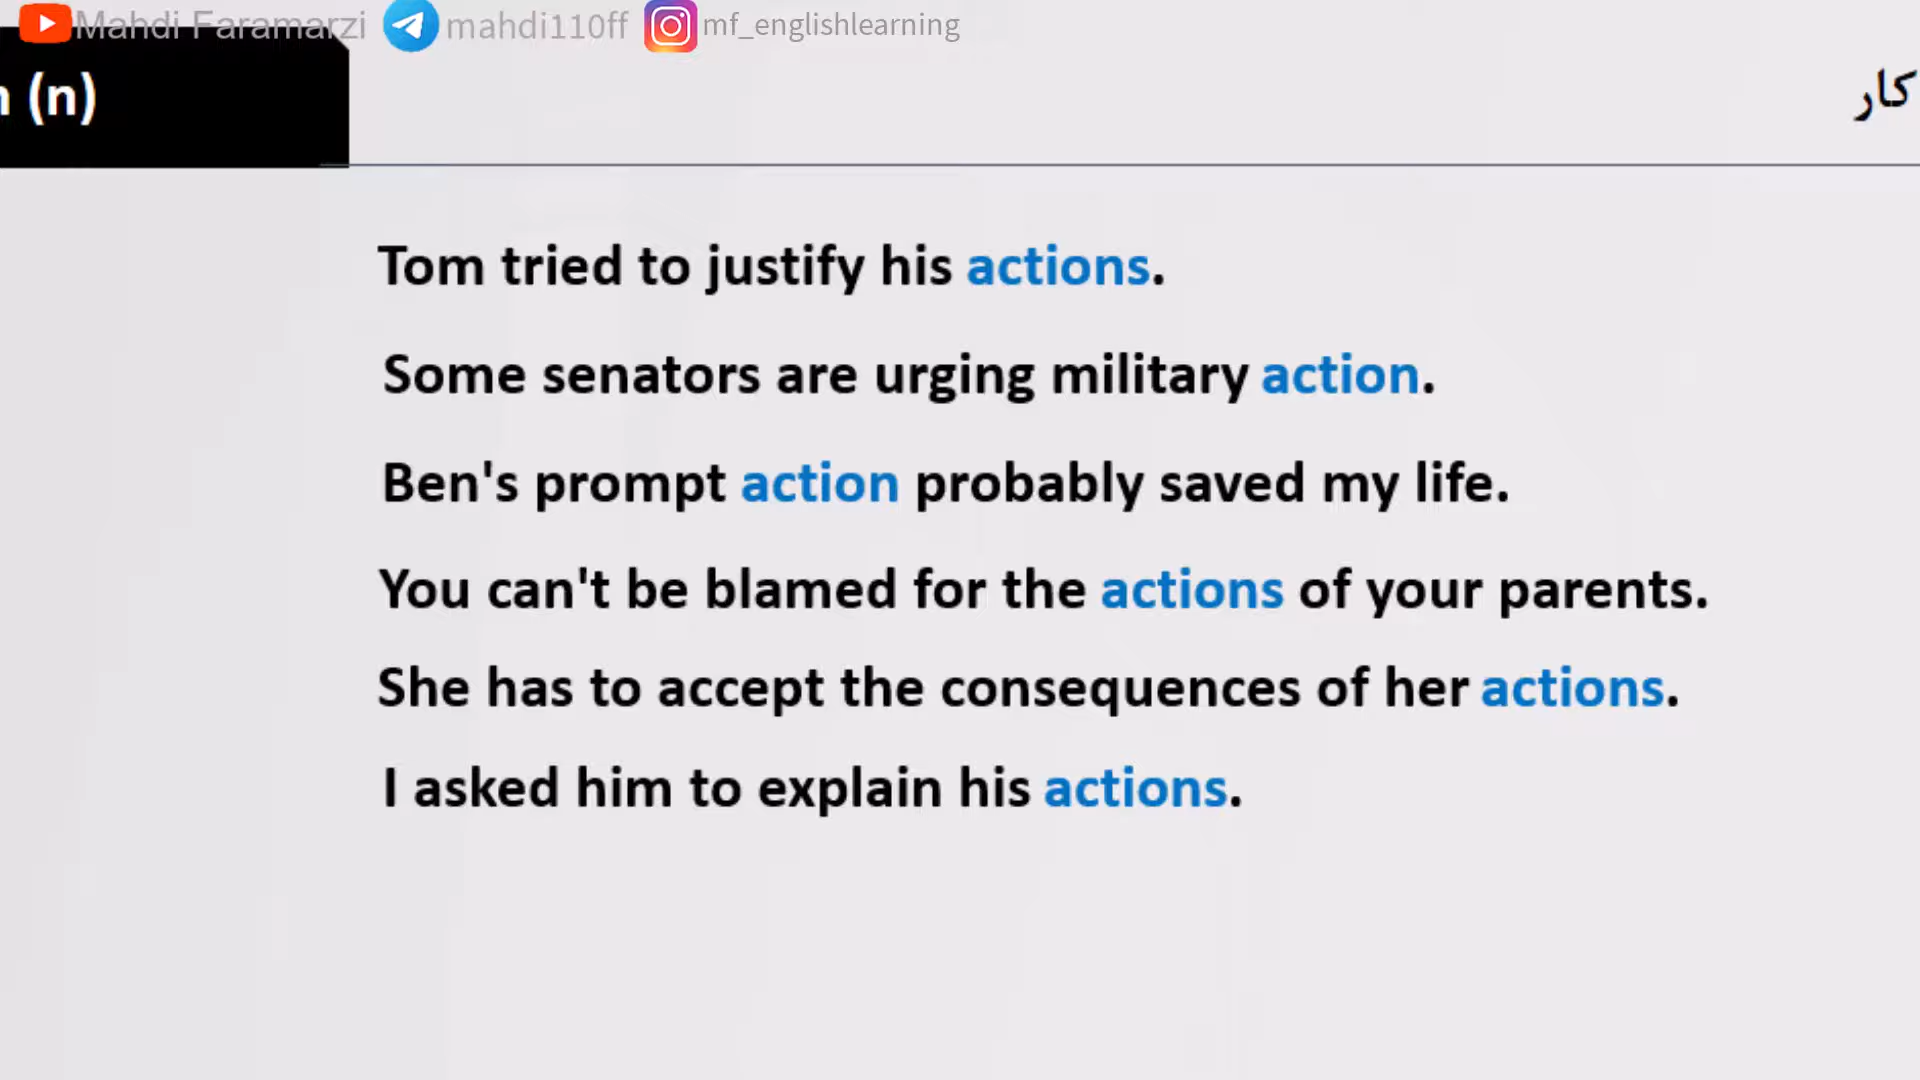 Mahdi Faramarzi mahdi110ff mf_englishlearning
(n) کار
Tom tried to justify his actions.
Some senators are urging military action.
Ben's prompt action probably saved my life.
You can't be blamed for the actions of your parents.
She has to accept the consequences of her actions.
I asked him to explain his actions.